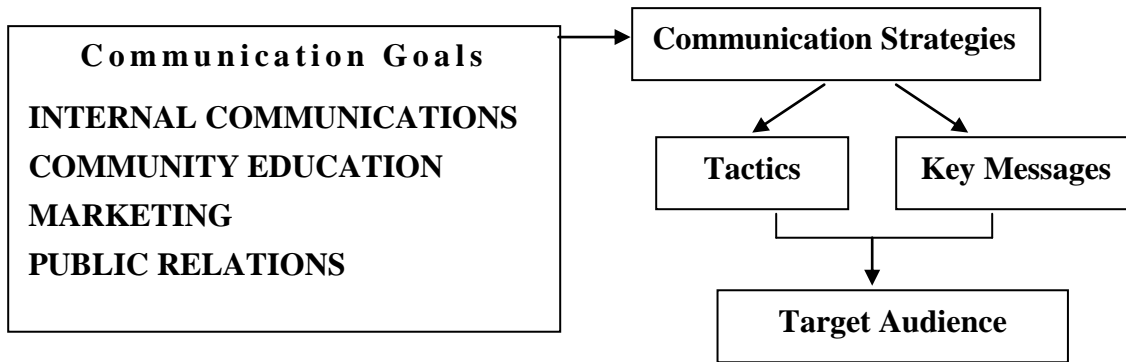 Communication Goals
INTERNAL COMMUNICATIONS
COMMUNITY EDUCATION
MARKETING
PUBLIC RELATIONS
Communication Strategies
Tactics
Key Messages
Target Audience